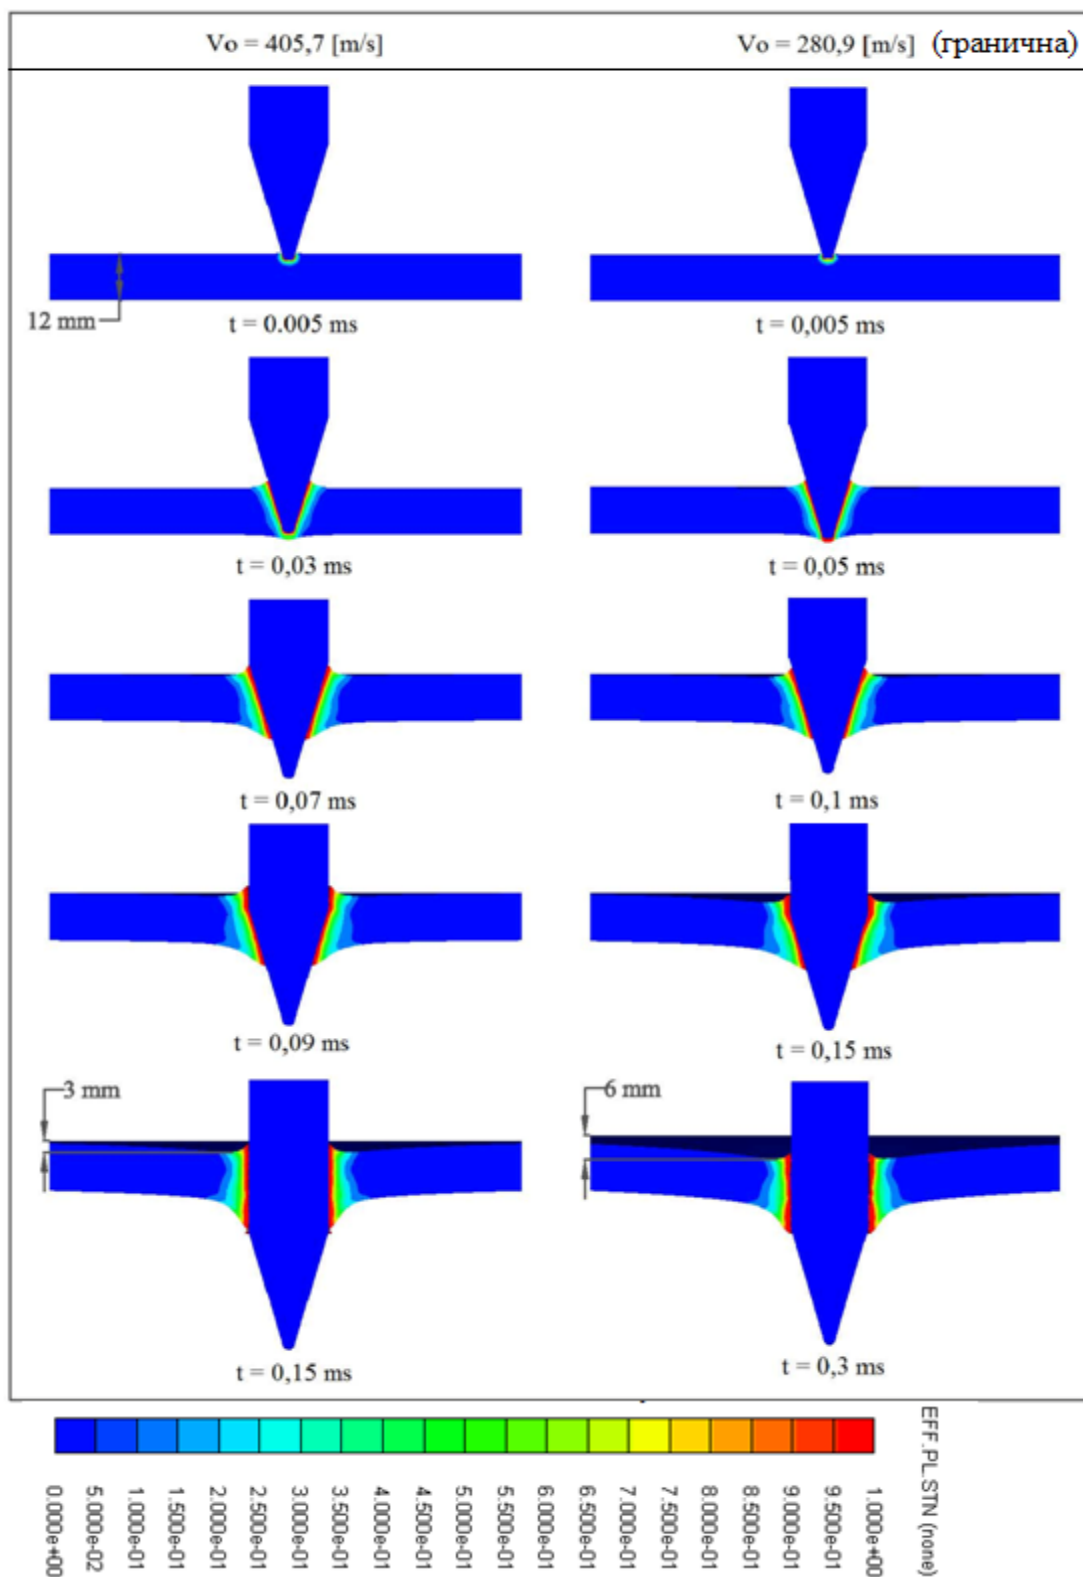 Vo = 405,7 [m/s]
Vo = 280,9 [m/s] (гранична)
12 mm
t = 0.005 ms
t = 0,005 ms
t = 0,03 ms
t = 0,05 ms
t = 0,07 ms
t = 0,1 ms
t = 0,09 ms
t = 0,15 ms
3 mm
6 mm
t = 0,15 ms
t = 0,3 ms
EFF.PL.STN (none)
0.000e+00
5.000e-02
1.000e-01
1.500e-01
2.000e-01
2.500e-01
3.000e-01
3.500e-01
4.000e-01
4.500e-01
5.000e-01
5.500e-01
6.000e-01
6.500e-01
7.000e-01
7.500e-01
8.000e-01
8.500e-01
9.000e-01
9.500e-01
1.000e+00